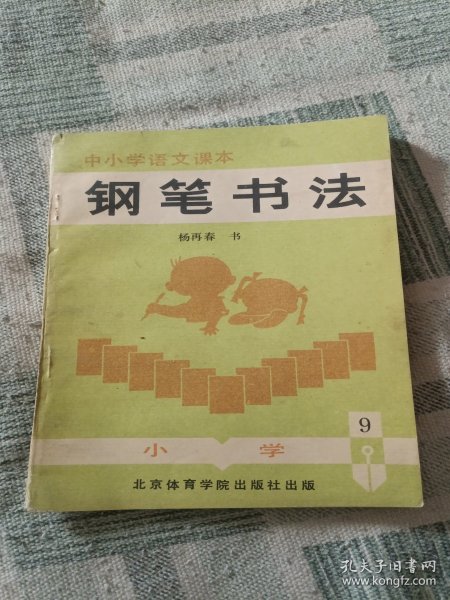 中小学语文课本
钢笔书法
杨再春 书
9
小学
北京体育学院出版社出版
孔夫子旧书网
www.kongfz.com